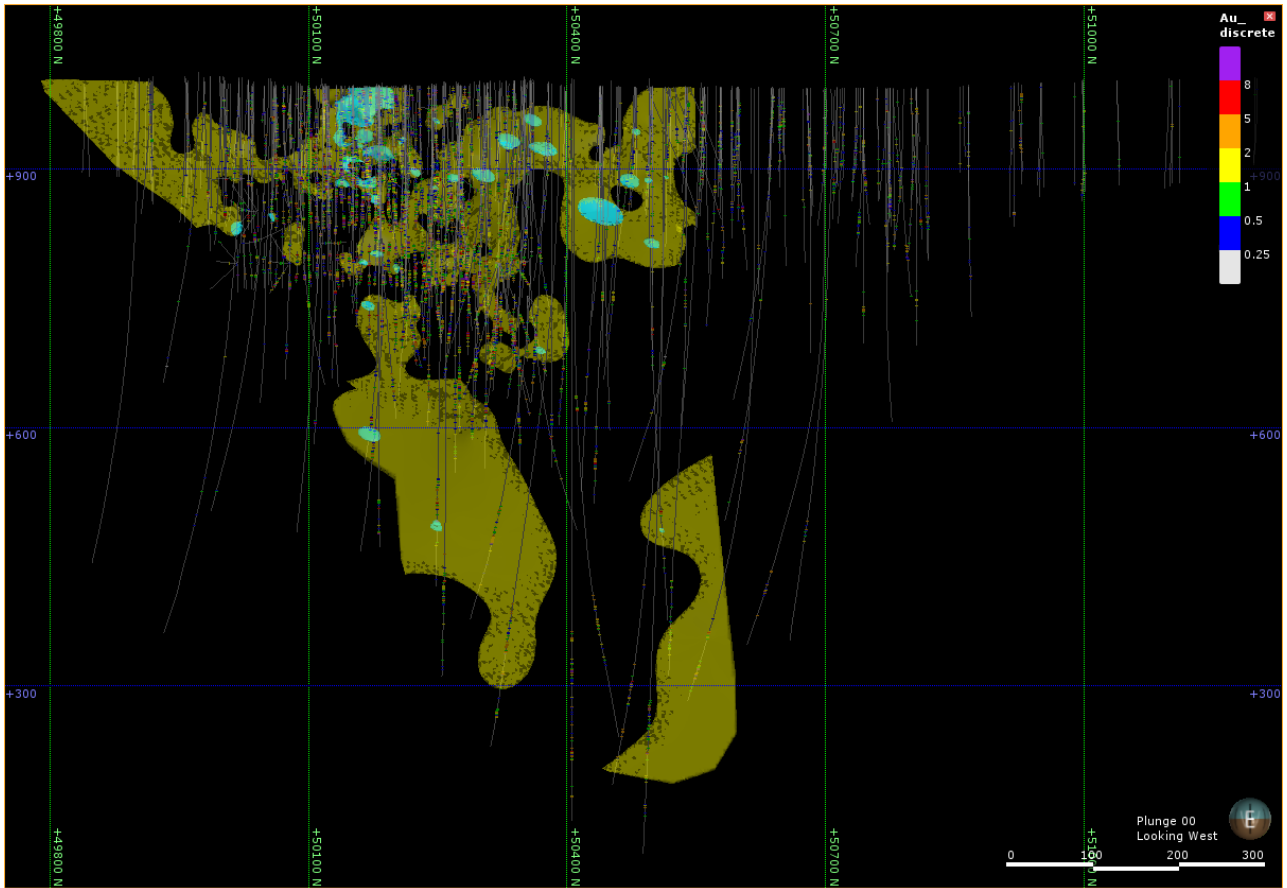 +49800 N
+50100 N
+50400 N
+50700 N
+51000 N
Au_
discrete
8
5
2
1
0.5
0.25
+900
+900
+600
+600
+300
+300
+49800 N
+50100 N
+50400 N
+50700 N
+51000 N
Plunge 00
Looking West
E
0 100 200 300